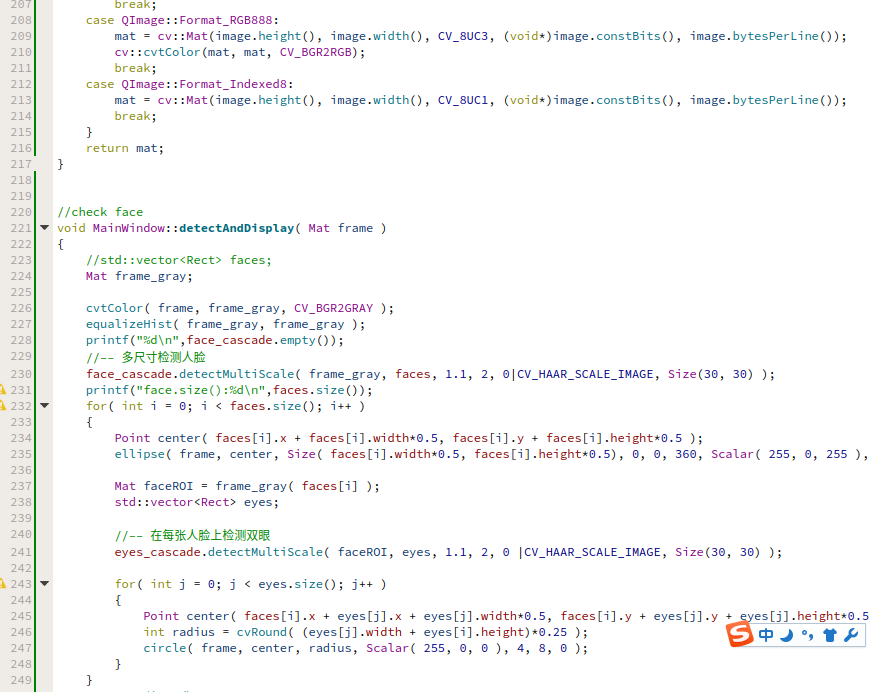 207 break;
208 case QImage::Format_RGB888:
209 mat = cv::Mat(image.height(), image.width(), CV_8UC3, (void*)image.constBits(), image.bytesPerLine());
210 cv::cvtColor(mat, mat, CV_BGR2RGB);
211 break;
212 case QImage::Format_Indexed8:
213 mat = cv::Mat(image.height(), image.width(), CV_8UC1, (void*)image.constBits(), image.bytesPerLine());
214 break;
215 }
216 return mat;
217 }
218
219
220 //check face
221 void MainWindow::detectAndDisplay( Mat frame )
222 {
223 //std::vector<Rect> faces;
224 Mat frame_gray;
225
226 cvtColor( frame, frame_gray, CV_BGR2GRAY );
227 equalizeHist( frame_gray, frame_gray );
228 printf("%d\n",face_cascade.empty());
229 //-- 多尺寸检测人脸
230 face_cascade.detectMultiScale( frame_gray, faces, 1.1, 2, 0|CV_HAAR_SCALE_IMAGE, Size(30, 30) );
231 printf("face.size():%d\n",faces.size());
232 for( int i = 0; i < faces.size(); i++ )
233 {
234 Point center( faces[i].x + faces[i].width*0.5, faces[i].y + faces[i].height*0.5 );
235 ellipse( frame, center, Size( faces[i].width*0.5, faces[i].height*0.5), 0, 0, 360, Scalar( 255, 0, 255 ),
236
237 Mat faceROI = frame_gray( faces[i] );
238 std::vector<Rect> eyes;
239
240 //-- 在每张人脸上检测双眼
241 eyes_cascade.detectMultiScale( faceROI, eyes, 1.1, 2, 0 |CV_HAAR_SCALE_IMAGE, Size(30, 30) );
242
243 for( int j = 0; j < eyes.size(); j++ )
244 {
245 Point center( faces[i].x + eyes[j].x + eyes[j].width*0.5, faces[i].y + eyes[j].y + eyes[j].height*0.5
246 int radius = cvRound( (eyes[j].width + eyes[i].height)*0.25 );
中
247 circle( frame, center, radius, Scalar( 255, 0, 0 ), 4, 8, 0 );
248 }
249 }